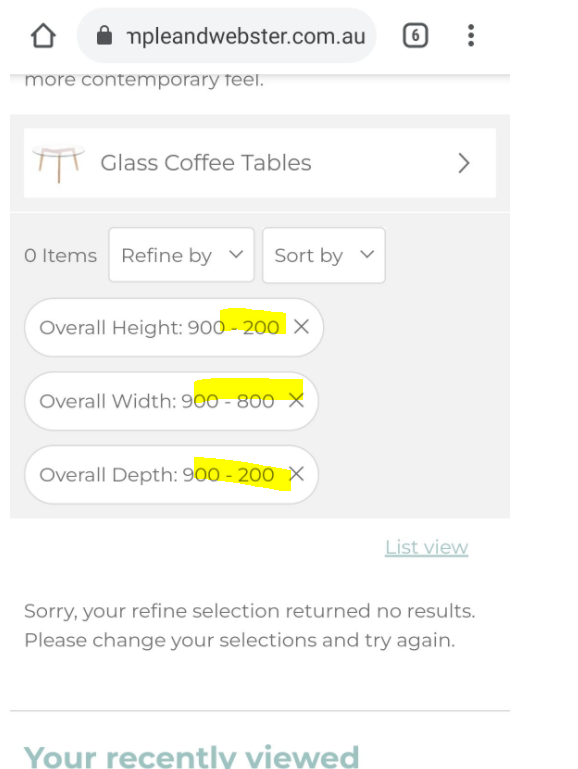 mpleandwebster.com.au
6
more contemporary feel.
Glass Coffee Tables
0 Items Refine by Sort by
Overall Height: 900 - 200
Overall Width: 900 - 800
Overall Depth: 900 - 200
List view
Sorry, your refine selection returned no results.
Please change your selections and try again.
Your recently viewed